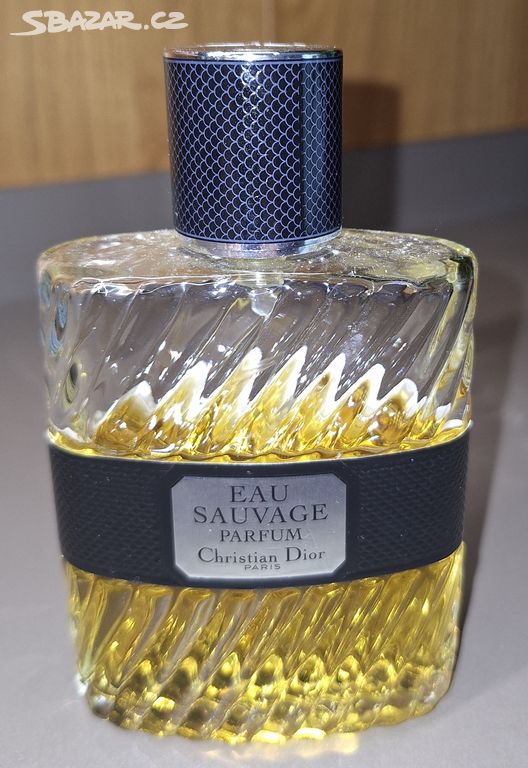 SBAZAR.CZ
EAU
SAUVAGE
PARFUM
Christian Dior
PARIS